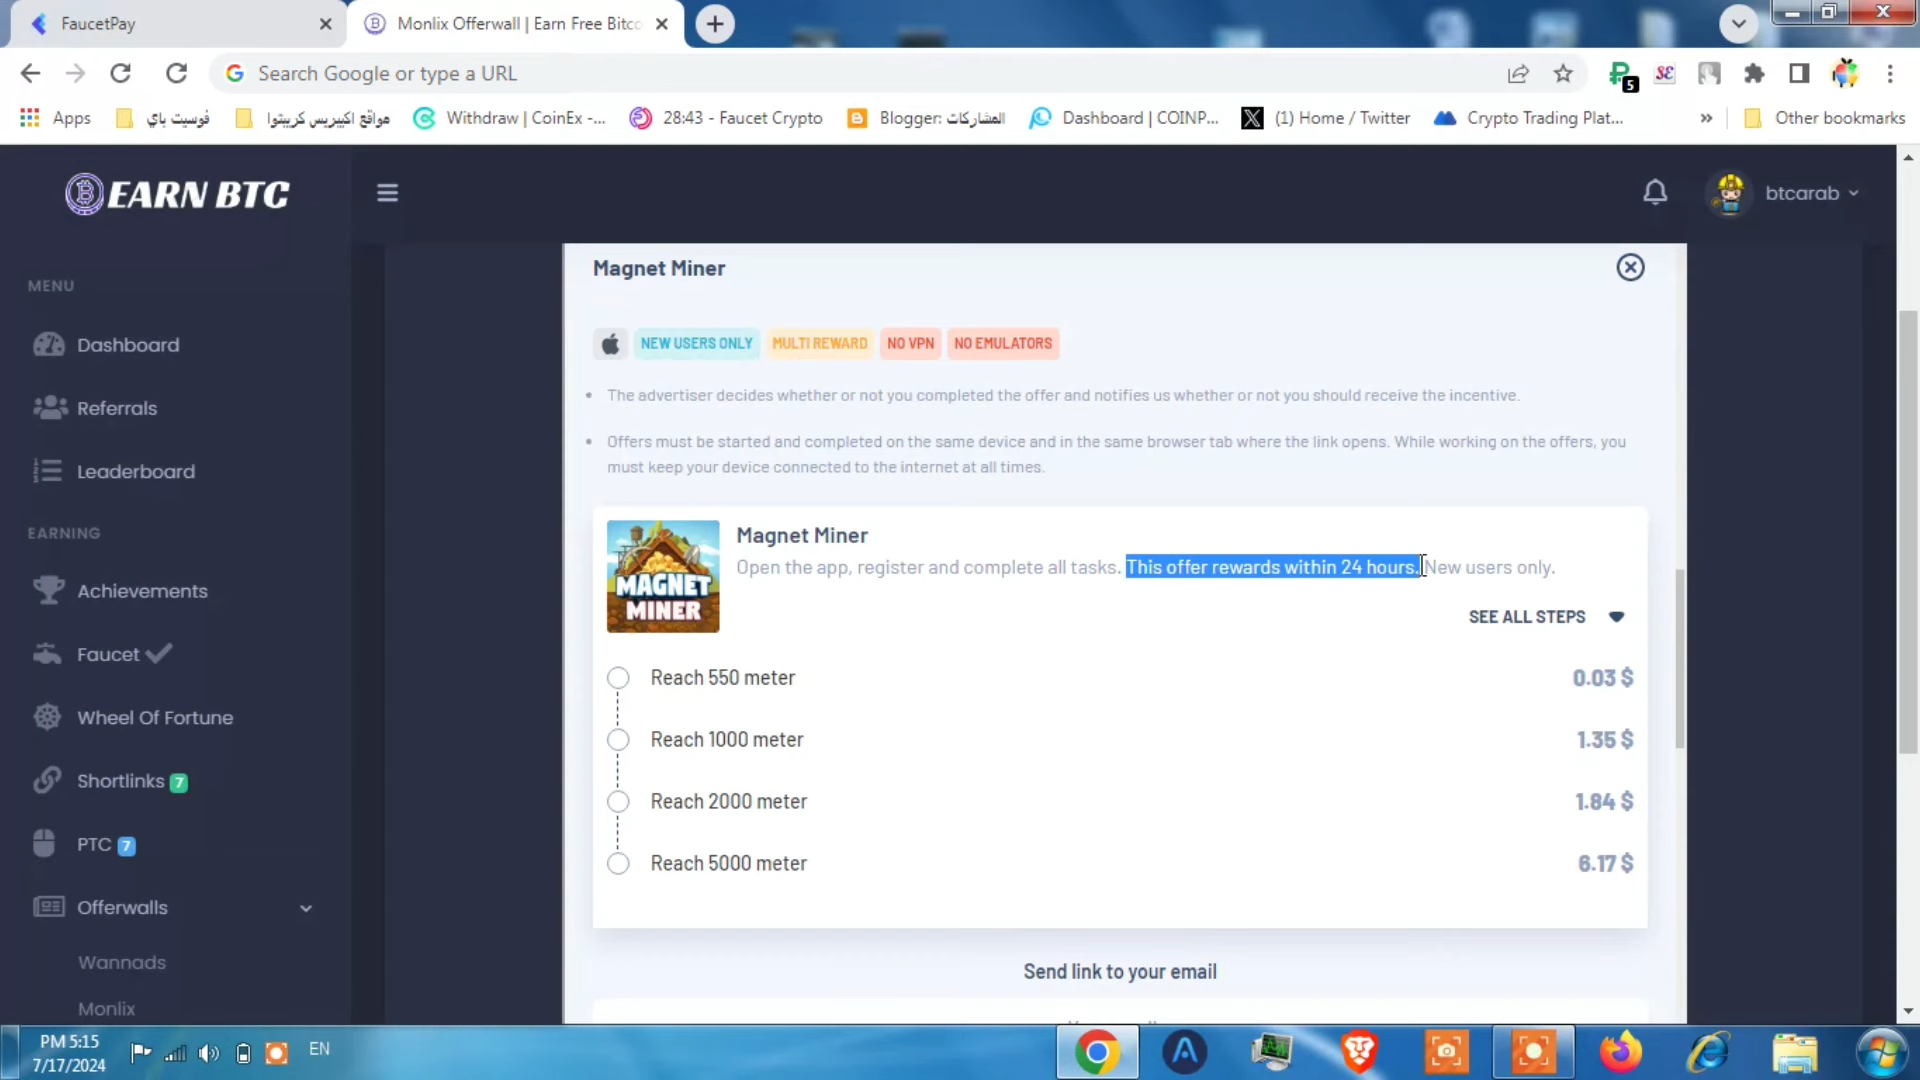 FaucetPay
Monlix Offerwall | Earn Free Bitco
Search Google or type a URL
5
Apps
فوسيت باي
مواقع اكبيريس كريبتوا
Withdraw | CoinEx -...
28:43 - Faucet Crypto
Blogger: المشاركات
Dashboard | COINP...
(1) Home / Twitter
Crypto Trading Plat...
»
Other bookmarks
EARN BTC
btcarab
MENU
Dashboard
Referrals
Leaderboard
EARNING
Achievements
Faucet
Wheel Of Fortune
Shortlinks 7
PTC 7
Offerwalls
Wannads
Monlix
Magnet Miner
NEW USERS ONLY
MULTI REWARD
NO VPN
NO EMULATORS
• The advertiser decides whether or not you completed the offer and notifies us whether or not you should receive the incentive.
• Offers must be started and completed on the same device and in the same browser tab where the link opens. While working on the offers, you
must keep your device connected to the internet at all times.
MAGNET
MINER
Magnet Miner
Open the app, register and complete all tasks. This offer rewards within 24 hours. New users only.
SEE ALL STEPS
Reach 550 meter 0.03 $
Reach 1000 meter 1.35 $
Reach 2000 meter 1.84 $
Reach 5000 meter 6.17 $
Send link to your email
PM 5:15
7/17/2024
EN